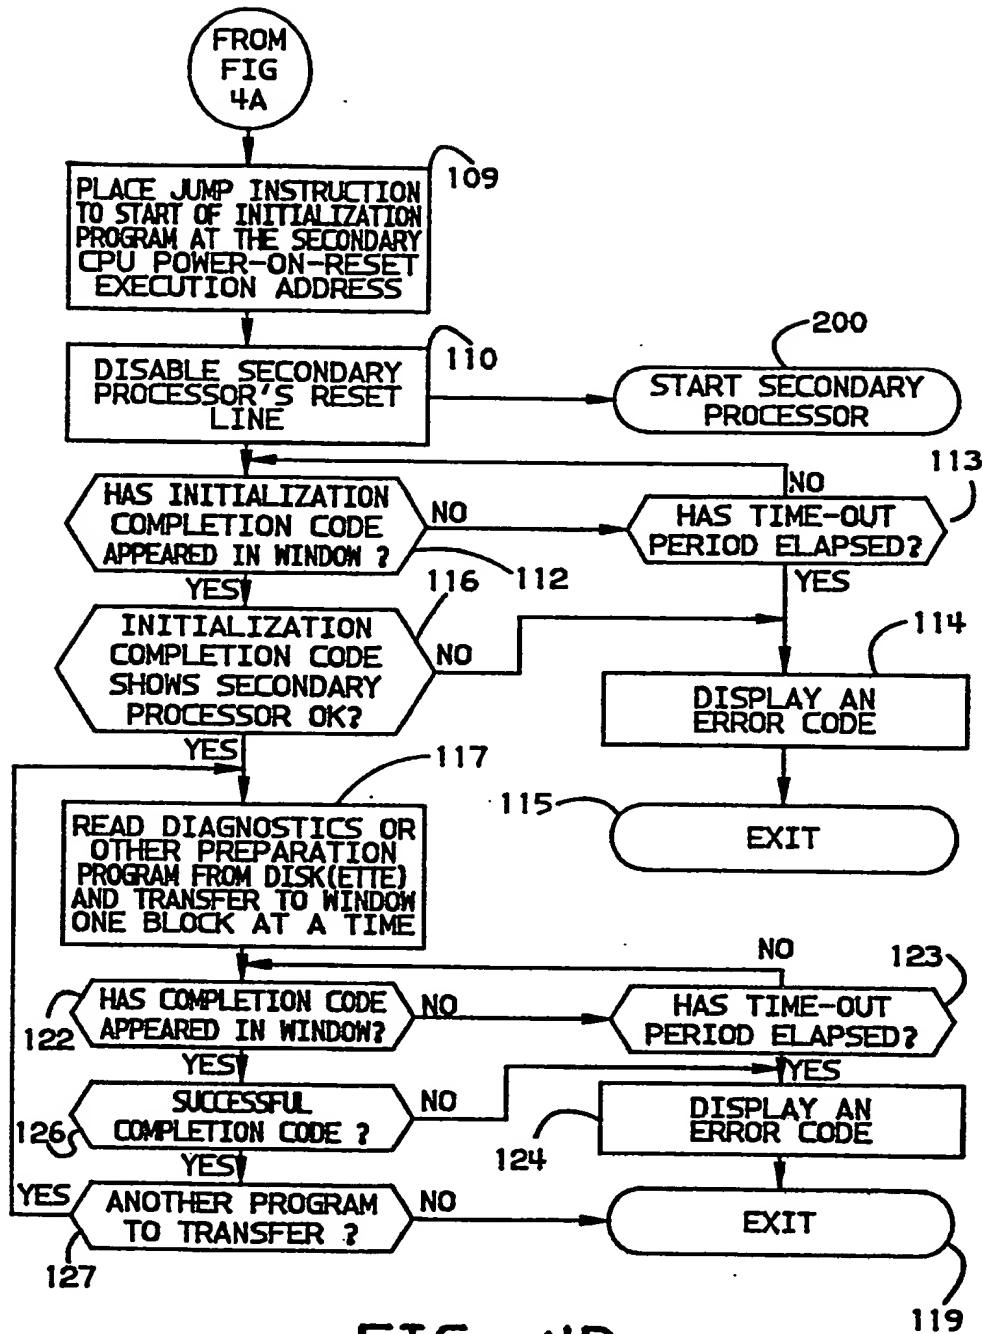 FROM
FIG
4A
109
PLACE JUMP INSTRUCTION
TO START OF INITIALIZATION
PROGRAM AT THE SECONDARY
CPU POWER-ON-RESET
EXECUTION ADDRESS
110
DISABLE SECONDARY
PROCESSOR'S RESET
LINE
200
START SECONDARY
PROCESSOR
HAS INITIALIZATION
COMPLETION CODE
APPEARED IN WINDOW ?
NO
112
113
NO
HAS TIME-OUT
PERIOD ELAPSED?
YES
YES
116
INITIALIZATION
COMPLETION CODE
SHOWS SECONDARY
PROCESSOR OK?
NO
114
DISPLAY AN
ERROR CODE
YES
117
115
EXIT
READ DIAGNOSTICS OR
OTHER PREPARATION
PROGRAM FROM DISK(ETTE)
AND TRANSFER TO WINDOW
ONE BLOCK AT A TIME
NO
123
HAS COMPLETION CODE
APPEARED IN WINDOW?
122
NO
HAS TIME-OUT
PERIOD ELAPSED?
YES
YES
SUCCESSFUL
COMPLETION CODE ?
126
NO
DISPLAY AN
ERROR CODE
124
YES
YES
ANOTHER PROGRAM
TO TRANSFER ?
127
NO
EXIT
119